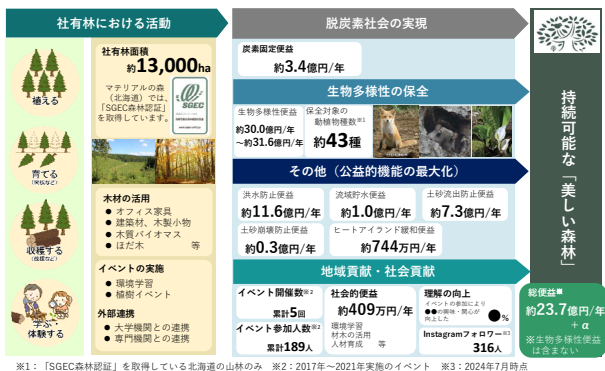 社有林における活動
植える
育てる
(間伐など)
収穫する
(皆伐など)
学ぶ・
体験する
社有林面積
約13,000ha
マテリアルの森
（北海道）では、
「SGEC森林認証」
を取得しています。
SGEC
木材の活用
● オフィス家具
● 建築材、木製小物
● 木質バイオマス
● ほだ木 等
イベントの実施
● 環境学習
● 植樹イベント
外部連携
● 大学機関との連携
● 専門機関との連携
脱炭素社会の実現
炭素固定便益
約3.4億円/年
生物多様性の保全
生物多様性便益
約30.0億円/年
～約31.6億円/年
保全対象の
動植物種数※1
約43種
その他（公益的機能の最大化）
洪水防止便益
約11.6億円/年
流域貯水便益
約1.0億円/年
土砂流出防止便益
約7.3億円/年
土砂崩壊防止便益
約0.3億円/年
ヒートアイランド緩和便益
約744万円/年
地域貢献・社会貢献
イベント開催数※2
累計5回
イベント参加人数※2
累計189人
社会的便益
約409万円/年
環境学習
材木の活用
人材育成 等
理解の向上
イベントの参加により
●●の興味・関心が
向上した
●%
Instagramフォロワー※3
316人
持続可能な「美しい森林」
総便益※
約23.7億円/年
+ α
※生物多様性便益
は含まない
※1：「SGEC森林認証」を取得している北海道の山林のみ ※2：2017年～2021年実施のイベント ※3：2024年7月時点